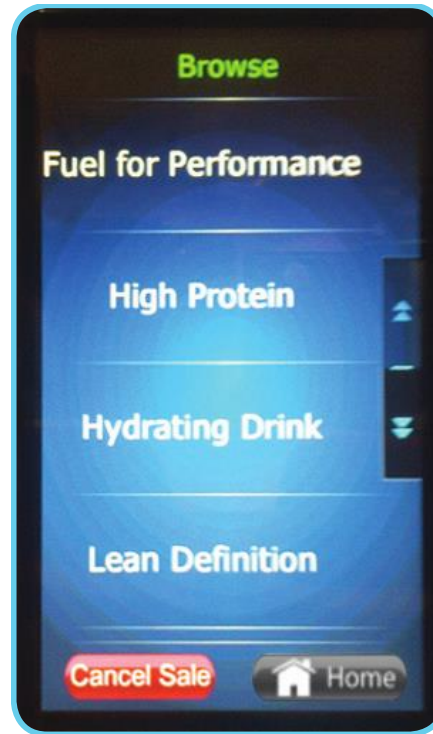 Browse
Fuel for Performance
High Protein
Hydrating Drink
Lean Definition
Cancel Sale
Home